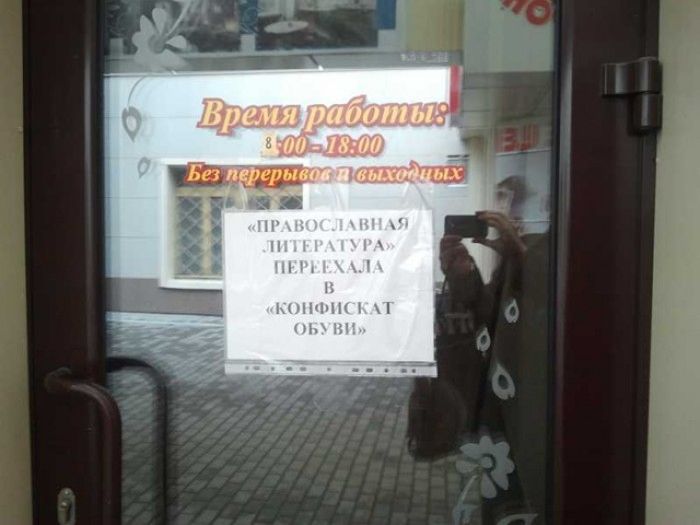 Время работы:
8:00 - 18:00
Без перерывов и выходных
«ПРАВОСЛАВНАЯ
ЛИТЕРАТУРА»
ПЕРЕЕХАЛА
В
«КОНФИСКАТ
ОБУВИ»